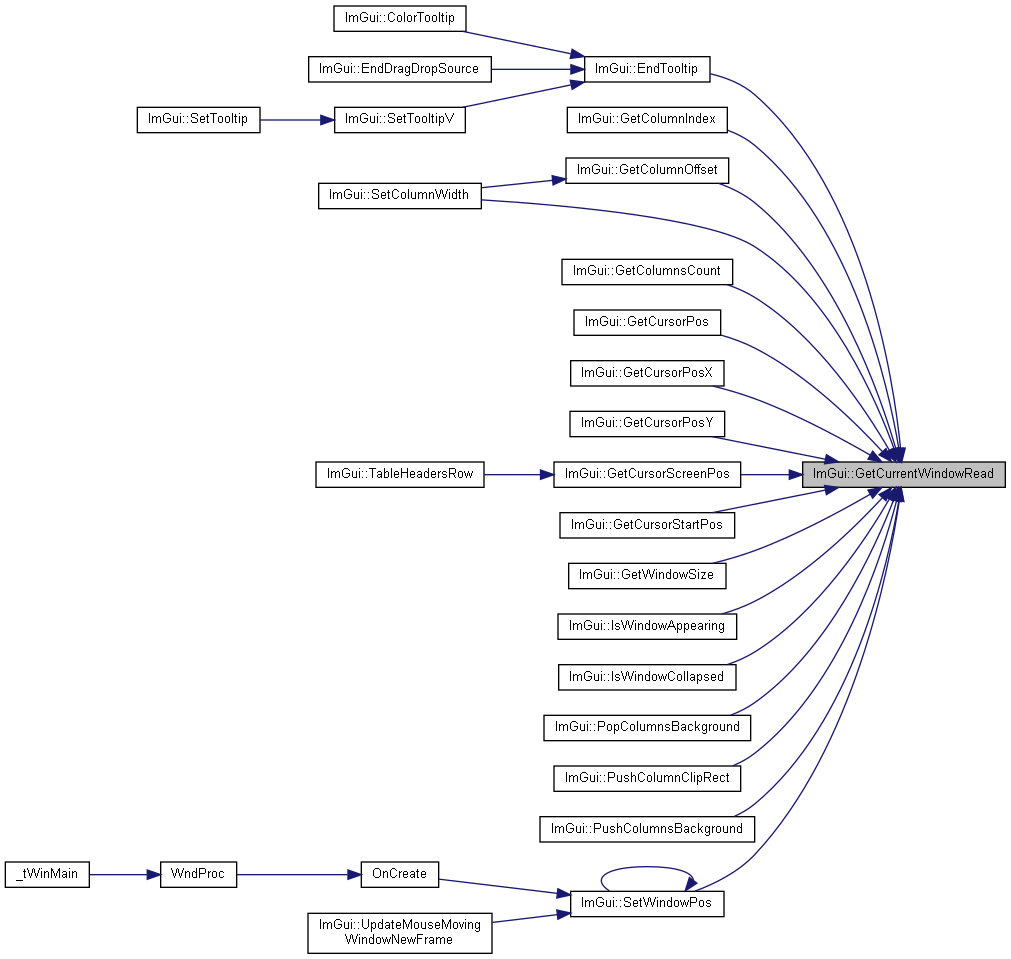 ImGui::ColorTooltip
ImGui::EndDragDropSource
ImGui::EndTooltip
ImGui::SetTooltip
ImGui::SetTooltipV
ImGui::GetColumnIndex
ImGui::GetColumnOffset
ImGui::SetColumnWidth
ImGui::GetColumnsCount
ImGui::GetCursorPos
ImGui::GetCursorPosX
ImGui::GetCursorPosY
ImGui::TableHeadersRow
ImGui::GetCursorScreenPos
ImGui::GetCurrentWindowRead
ImGui::GetCursorStartPos
ImGui::GetWindowSize
ImGui::IsWindowAppearing
ImGui::IsWindowCollapsed
ImGui::PopColumnsBackground
ImGui::PushColumnClipRect
ImGui::PushColumnsBackground
_tWinMain
WndProc
OnCreate
ImGui::SetWindowPos
ImGui::UpdateMouseMoving
WindowNewFrame